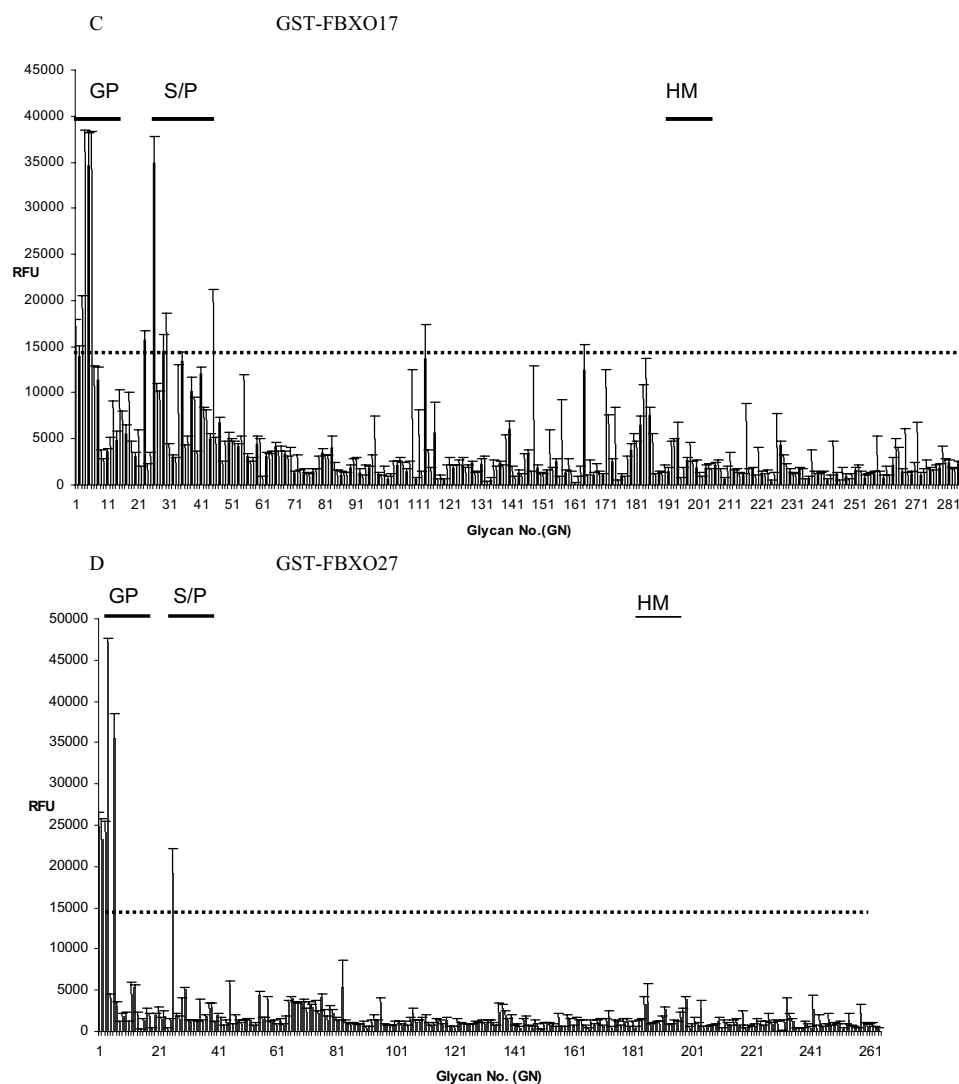 C GST-FBXO17
45000
GP S/P HM
40000
35000
30000
25000
RFU
20000
15000
10000
5000
0
1 11 21 31 41 51 61 71 81 91 101 111 121 131 141 151 161 171 181 191 201 211 221 231 241 251 261 271 281
Glycan No.(GN)
D GST-FBXO27
GP S/P HM
50000
45000
40000
35000
30000
RFU
25000
20000
15000
10000
5000
0
1 21 41 61 81 101 121 141 161 181 201 221 241 261
Glycan No. (GN)